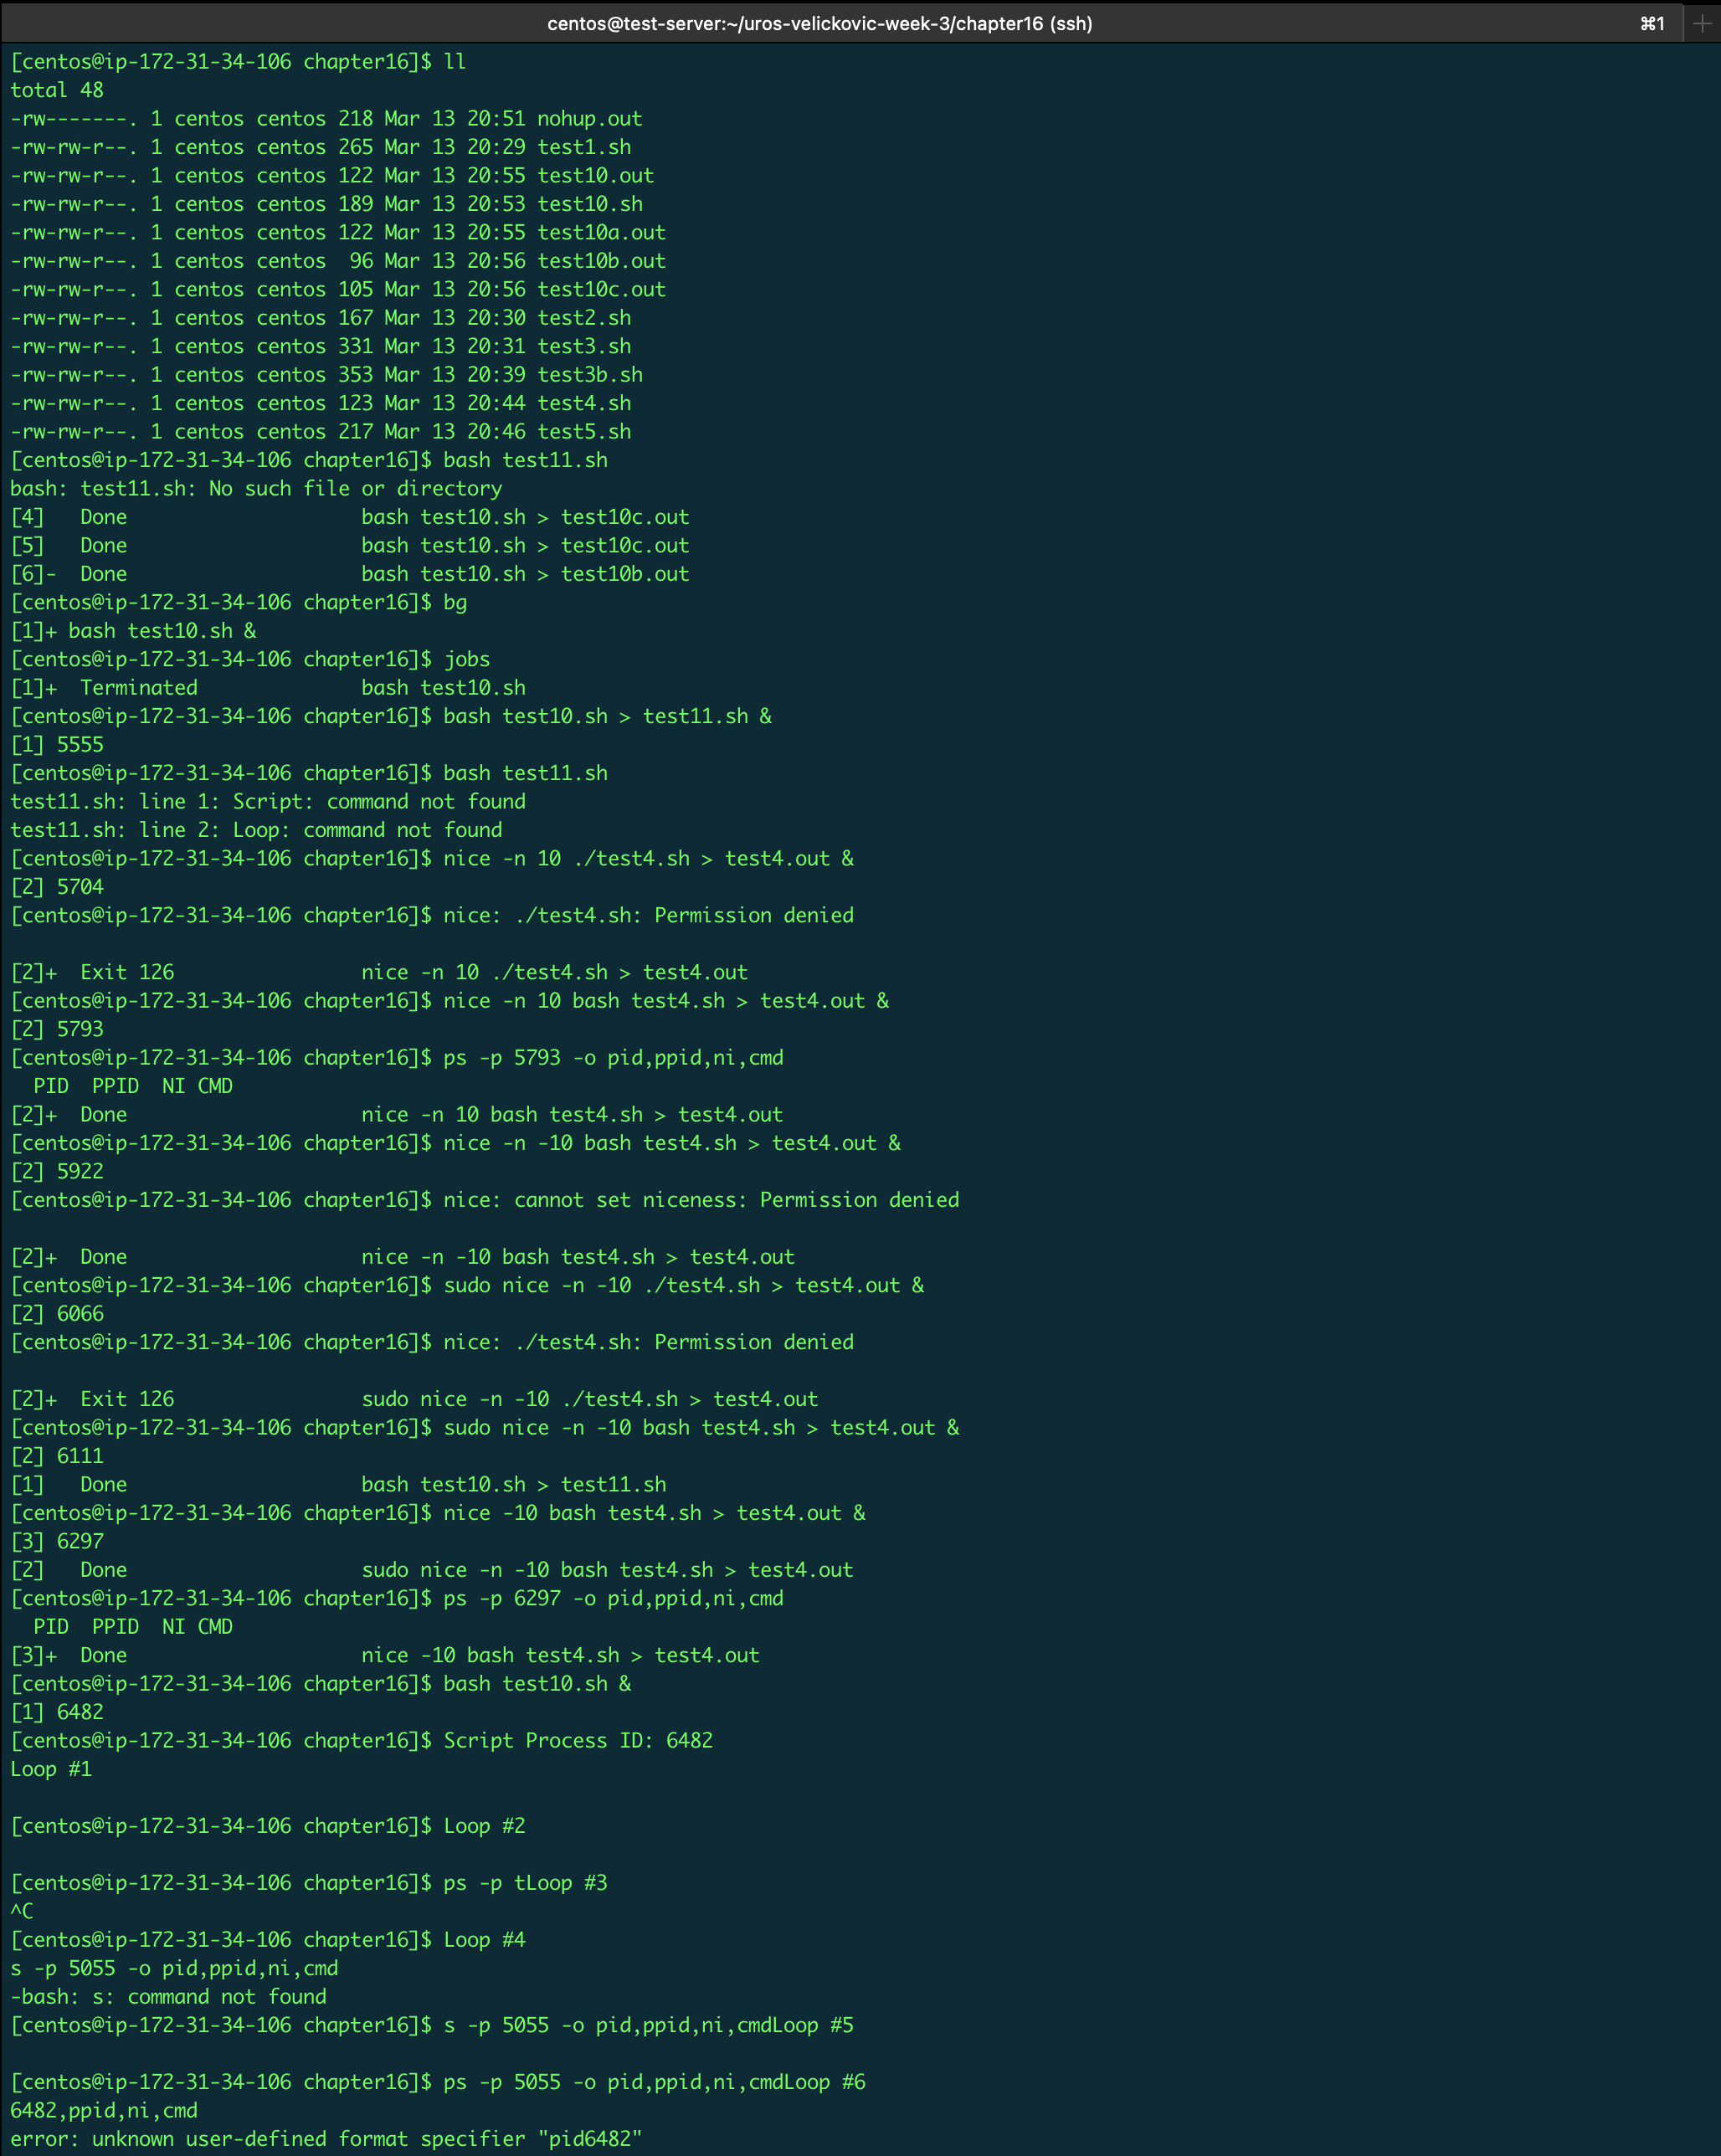 centos@test-server:~/uros-velickovic-week-3/chapter16 (ssh)
⌘1
+
[centos@ip-172-31-34-106 chapter16]$ ll
total 48
-rw-------. 1 centos centos 218 Mar 13 20:51 nohup.out
-rw-rw-r--. 1 centos centos 265 Mar 13 20:29 test1.sh
-rw-rw-r--. 1 centos centos 122 Mar 13 20:55 test10.out
-rw-rw-r--. 1 centos centos 189 Mar 13 20:53 test10.sh
-rw-rw-r--. 1 centos centos 122 Mar 13 20:55 test10a.out
-rw-rw-r--. 1 centos centos  96 Mar 13 20:56 test10b.out
-rw-rw-r--. 1 centos centos 105 Mar 13 20:56 test10c.out
-rw-rw-r--. 1 centos centos 167 Mar 13 20:30 test2.sh
-rw-rw-r--. 1 centos centos 331 Mar 13 20:31 test3.sh
-rw-rw-r--. 1 centos centos 353 Mar 13 20:39 test3b.sh
-rw-rw-r--. 1 centos centos 123 Mar 13 20:44 test4.sh
-rw-rw-r--. 1 centos centos 217 Mar 13 20:46 test5.sh
[centos@ip-172-31-34-106 chapter16]$ bash test11.sh
bash: test11.sh: No such file or directory
[4]   Done                    bash test10.sh > test10c.out
[5]   Done                    bash test10.sh > test10c.out
[6]-  Done                    bash test10.sh > test10b.out
[centos@ip-172-31-34-106 chapter16]$ bg
[1]+ bash test10.sh &
[centos@ip-172-31-34-106 chapter16]$ jobs
[1]+  Terminated              bash test10.sh
[centos@ip-172-31-34-106 chapter16]$ bash test10.sh > test11.sh &
[1] 5555
[centos@ip-172-31-34-106 chapter16]$ bash test11.sh
test11.sh: line 1: Script: command not found
test11.sh: line 2: Loop: command not found
[centos@ip-172-31-34-106 chapter16]$ nice -n 10 ./test4.sh > test4.out &
[2] 5704
[centos@ip-172-31-34-106 chapter16]$ nice: ./test4.sh: Permission denied
[2]+  Exit 126                nice -n 10 ./test4.sh > test4.out
[centos@ip-172-31-34-106 chapter16]$ nice -n 10 bash test4.sh > test4.out &
[2] 5793
[centos@ip-172-31-34-106 chapter16]$ ps -p 5793 -o pid,ppid,ni,cmd
  PID  PPID  NI CMD
[2]+  Done                    nice -n 10 bash test4.sh > test4.out
[centos@ip-172-31-34-106 chapter16]$ nice -n -10 bash test4.sh > test4.out &
[2] 5922
[centos@ip-172-31-34-106 chapter16]$ nice: cannot set niceness: Permission denied
[2]+  Done                    nice -n -10 bash test4.sh > test4.out
[centos@ip-172-31-34-106 chapter16]$ sudo nice -n -10 ./test4.sh > test4.out &
[2] 6066
[centos@ip-172-31-34-106 chapter16]$ nice: ./test4.sh: Permission denied
[2]+  Exit 126                sudo nice -n -10 ./test4.sh > test4.out
[centos@ip-172-31-34-106 chapter16]$ sudo nice -n -10 bash test4.sh > test4.out &
[2] 6111
[1]   Done                    bash test10.sh > test11.sh
[centos@ip-172-31-34-106 chapter16]$ nice -10 bash test4.sh > test4.out &
[3] 6297
[2]   Done                    sudo nice -n -10 bash test4.sh > test4.out
[centos@ip-172-31-34-106 chapter16]$ ps -p 6297 -o pid,ppid,ni,cmd
  PID  PPID  NI CMD
[3]+  Done                    nice -10 bash test4.sh > test4.out
[centos@ip-172-31-34-106 chapter16]$ bash test10.sh &
[1] 6482
[centos@ip-172-31-34-106 chapter16]$ Script Process ID: 6482
Loop #1
[centos@ip-172-31-34-106 chapter16]$ Loop #2
[centos@ip-172-31-34-106 chapter16]$ ps -p tLoop #3
^C
[centos@ip-172-31-34-106 chapter16]$ Loop #4
s -p 5055 -o pid,ppid,ni,cmd
-bash: s: command not found
[centos@ip-172-31-34-106 chapter16]$ s -p 5055 -o pid,ppid,ni,cmdLoop #5
[centos@ip-172-31-34-106 chapter16]$ ps -p 5055 -o pid,ppid,ni,cmdLoop #6
6482,ppid,ni,cmd
error: unknown user-defined format specifier "pid6482"